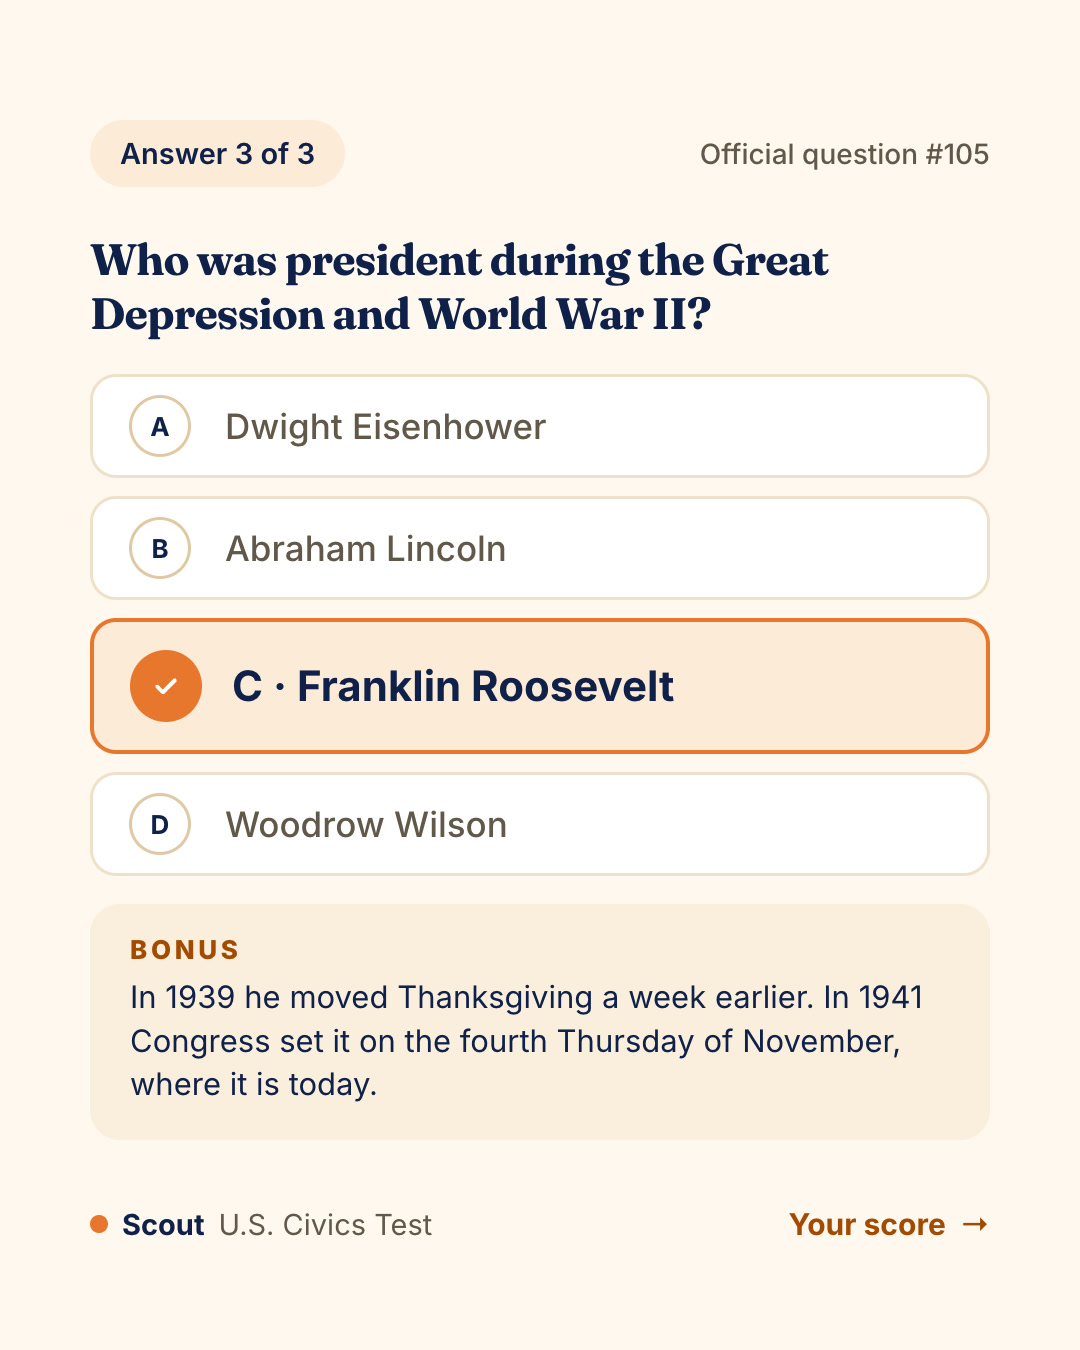 Answer 3 of 3
Official question #105
Who was president during the Great
Depression and World War II?
A Dwight Eisenhower
B Abraham Lincoln
C · Franklin Roosevelt
D Woodrow Wilson
BONUS
In 1939 he moved Thanksgiving a week earlier. In 1941
Congress set it on the fourth Thursday of November,
where it is today.
Scout U.S. Civics Test
Your score →